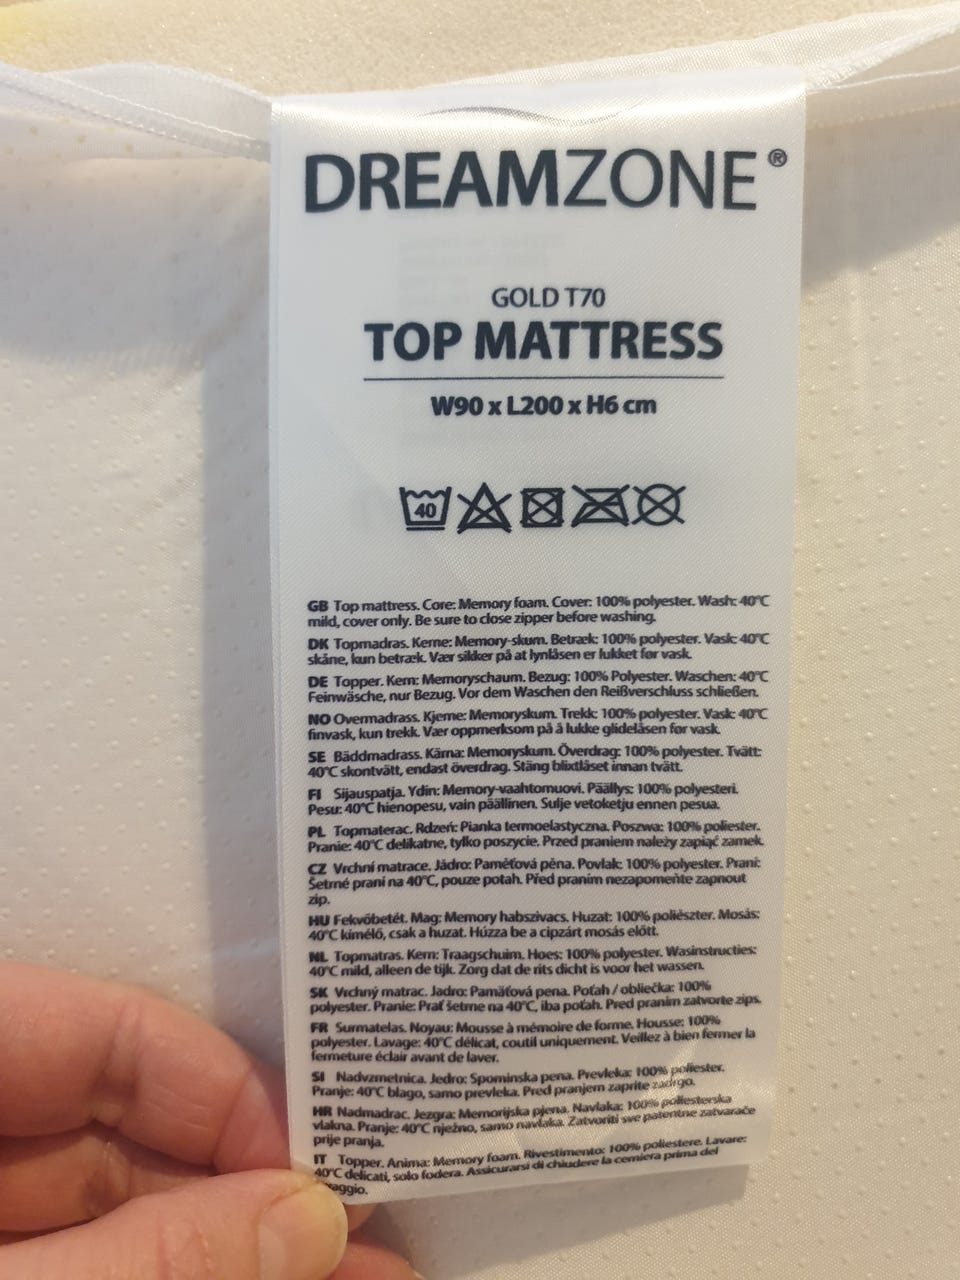 DREAMZONE®
GOLD T70
TOP MATTRESS
W90 x L200 x H6 cm
40
GB Top mattress. Core: Memory foam. Cover: 100% polyester. Wash: 40°C
mild, cover only. Be sure to close zipper before washing.
DK Topmadras. Kerne: Memory-skum. Betræk: 100% polyester. Vask: 40°C
skåne, kun betræk. Vær sikker på at lynlåsen er lukket før vask.
DE Topper. Kern: Memoryschaum. Bezug: 100% Polyester. Waschen: 40°C
Feinwäsche, nur Bezug. Vor dem Waschen den Reißverschluss schließen.
NO Overmadrass. Kjerne: Memoryskum. Trekk: 100% polyester. Vask: 40°C
finvask, kun trekk. Vær oppmerksom på å lukke glidelåsen før vask.
SE Bäddmadrass. Kärna: Memoryskum. Överdrag: 100% polyester. Tvätt:
40°C skontvätt, endast överdrag. Stäng blixtlåset innan tvätt.
FI Sijauspatja. Ydin: Memory-vaahtomuovi. Päällys: 100% polyesteri.
Pesu: 40°C hienopesu, vain päällinen. Sulje vetoketju ennen pesua.
PL Topmaterac. Rdzeń: Pianka termoelastyczna. Poszwa: 100% poliester.
Pranie: 40°C delikatne, tylko poszycie. Przed praniem należy zapiąć zamek.
CZ Vrchní matrace. Jádro: Paměťová pěna. Povlak: 100% polyester. Praní:
Šetrné praní na 40°C, pouze potah. Před praním nezapomeňte zapnout
zip.
HU Fekvőbetét. Mag: Memory habszivacs. Huzat: 100% poliészter. Mosás:
40°C kímélő, csak a huzat. Húzza be a cipzárt mosás előtt.
NL Topmatras. Kern: Traagschuim. Hoes: 100% polyester. Wasinstructies:
40°C mild, alleen de tijk. Zorg dat de rits dicht is voor het wassen.
SK Vrchný matrac. Jadro: Pamäťová pena. Poťah / obliečka: 100%
polyester. Pranie: Prať šetrne na 40°C, iba poťah. Pred praním zatvorte zips.
FR Surmatelas. Noyau: Mousse à mémoire de forme. Housse: 100%
polyester. Lavage: 40°C délicat, coutil uniquement. Veillez à bien fermer la
fermeture éclair avant de laver.
SI Nadvzmetnica. Jedro: Spominska pena. Prevleka: 100% poliester.
Pranje: 40°C blago, samo prevleka. Pred pranjem zaprite zadrgo.
HR Nadmadrac. Jezgra: Memorijska pjena. Navlaka: 100% poliesterska
vlakna. Pranje: 40°C nježno, samo navlaka. Zatvoriti sve patentne zatvarače
prije pranja.
IT Topper. Anima: Memory foam. Rivestimento: 100% poliestere. Lavare:
40°C delicati, solo fodera. Assicurarsi di chiudere la cerniera prima del